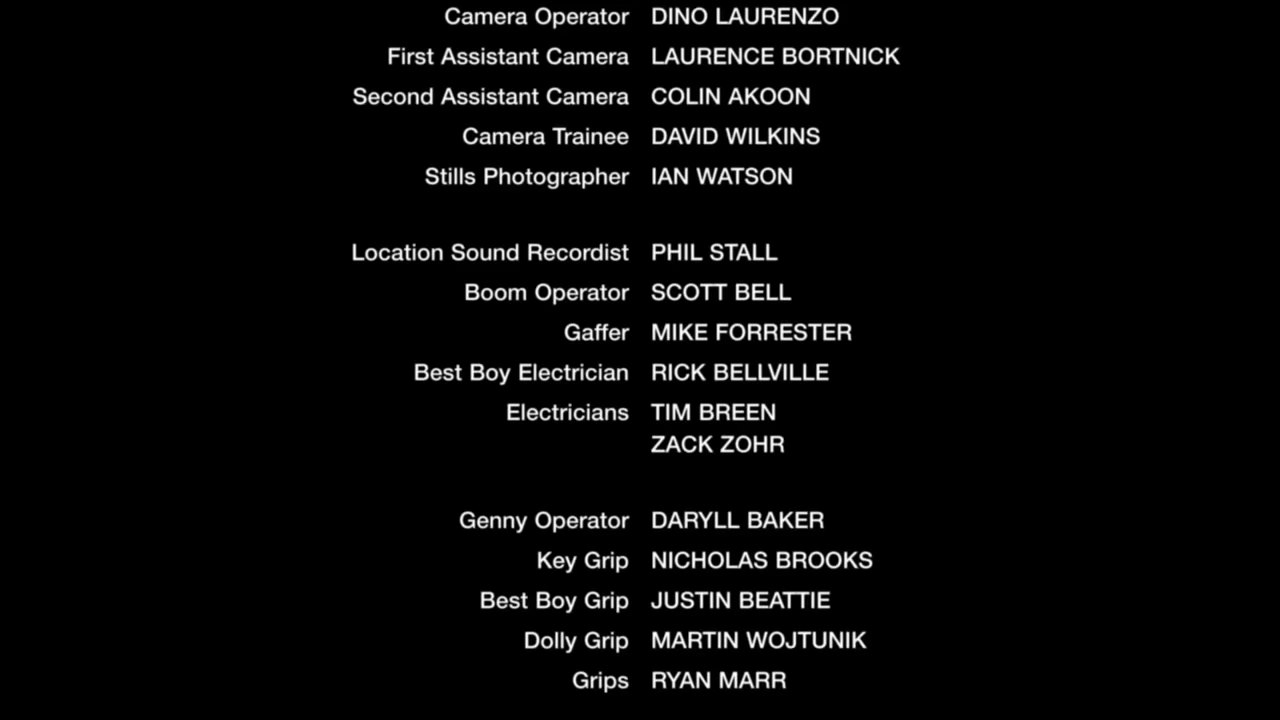 Camera Operator DINO LAURENZO
First Assistant Camera LAURENCE BORTNICK
Second Assistant Camera COLIN AKOON
Camera Trainee DAVID WILKINS
Stills Photographer IAN WATSON
Location Sound Recordist PHIL STALL
Boom Operator SCOTT BELL
Gaffer MIKE FORRESTER
Best Boy Electrician RICK BELLVILLE
Electricians TIM BREEN
ZACK ZOHR
Genny Operator DARYLL BAKER
Key Grip NICHOLAS BROOKS
Best Boy Grip JUSTIN BEATTIE
Dolly Grip MARTIN WOJTUNIK
Grips RYAN MARR